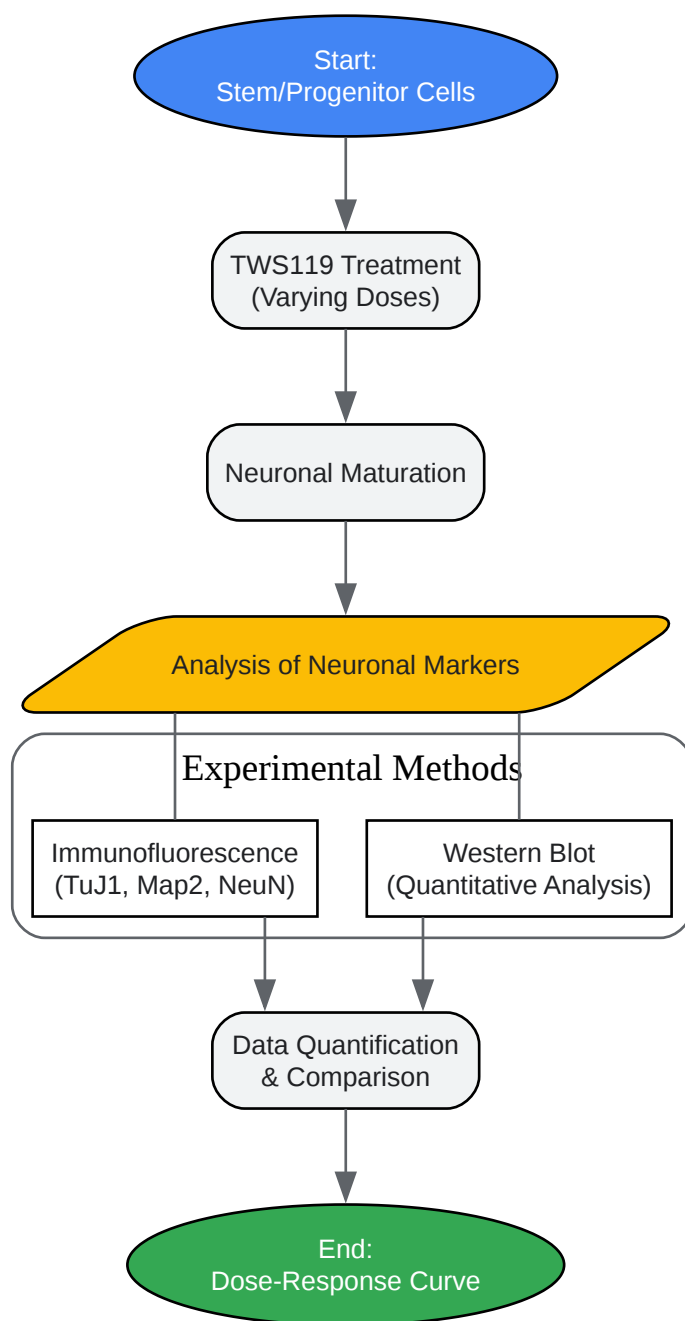 Start:
Stem/Progenitor Cells
TWS119 Treatment
(Varying Doses)
Neuronal Maturation
Analysis of Neuronal Markers
Experimental Methods
Immunofluorescence
(TuJ1, Map2, NeuN)
Western Blot
(Quantitative Analysis)
Data Quantification
& Comparison
End:
Dose-Response Curve